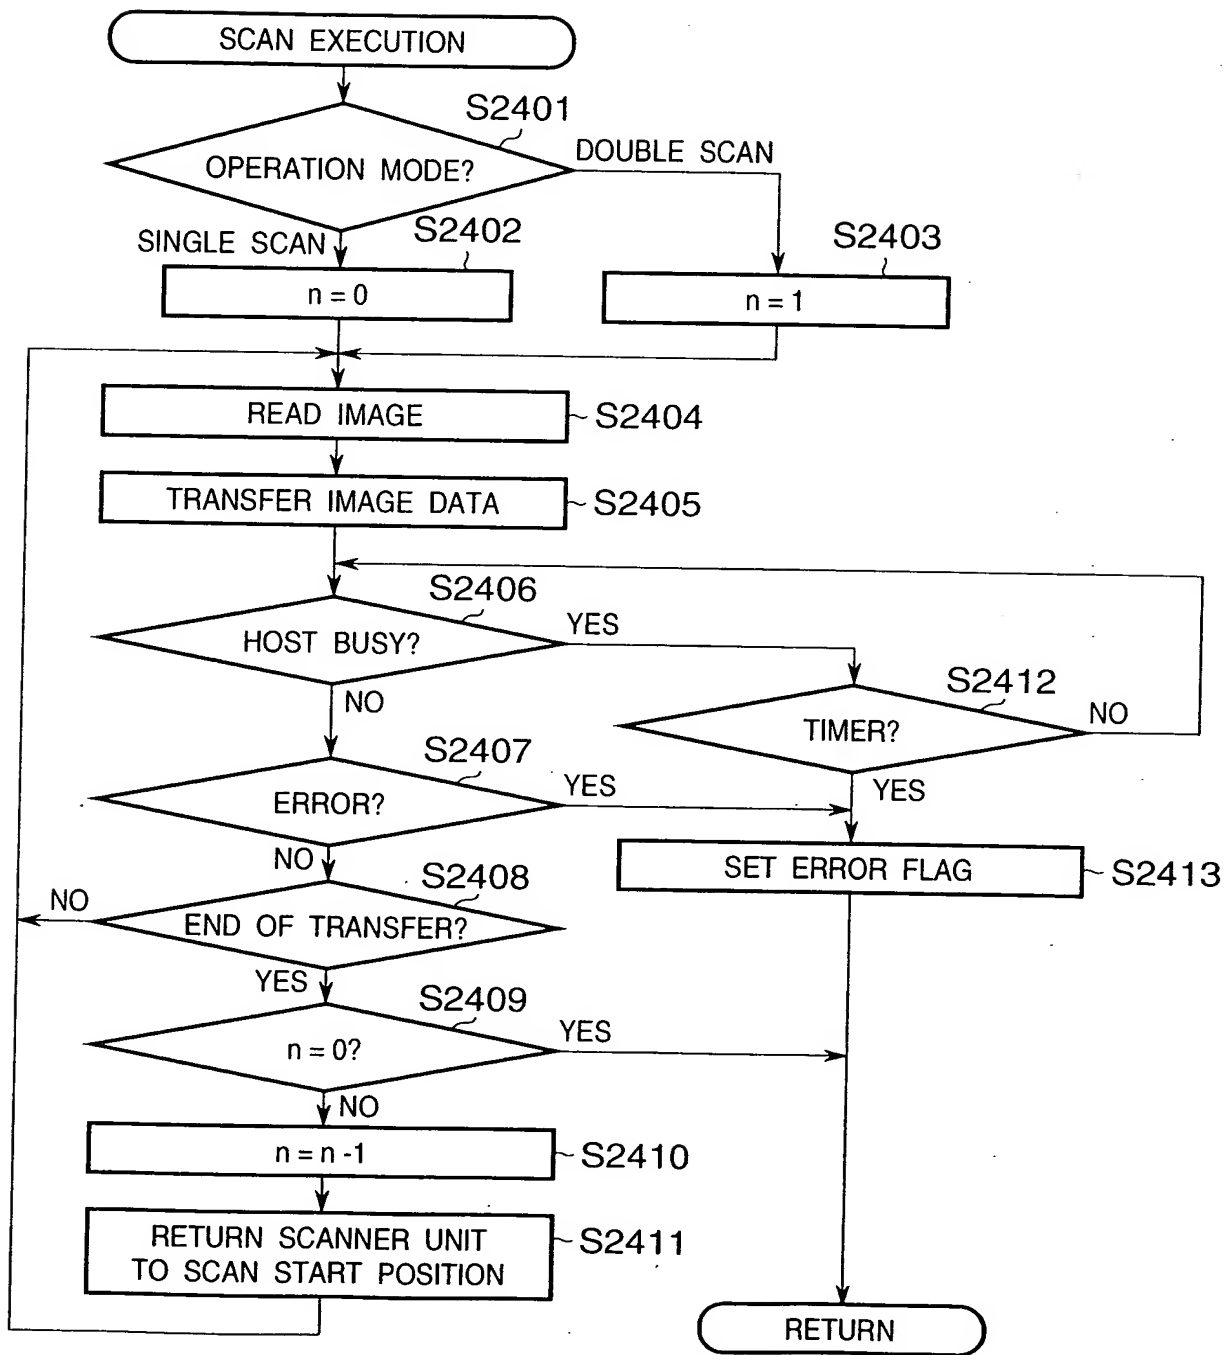 SCAN EXECUTION
S2401
OPERATION MODE?
DOUBLE SCAN
SINGLE SCAN
S2402
S2403
n = 0
n = 1
READ IMAGE
S2404
TRANSFER IMAGE DATA
S2405
S2406
HOST BUSY?
YES
NO
S2412
TIMER?
NO
YES
S2407
ERROR?
YES
NO
SET ERROR FLAG
S2413
S2408
END OF TRANSFER?
NO
YES
S2409
n = 0?
YES
NO
n = n -1
S2410
RETURN SCANNER UNIT
TO SCAN START POSITION
S2411
RETURN